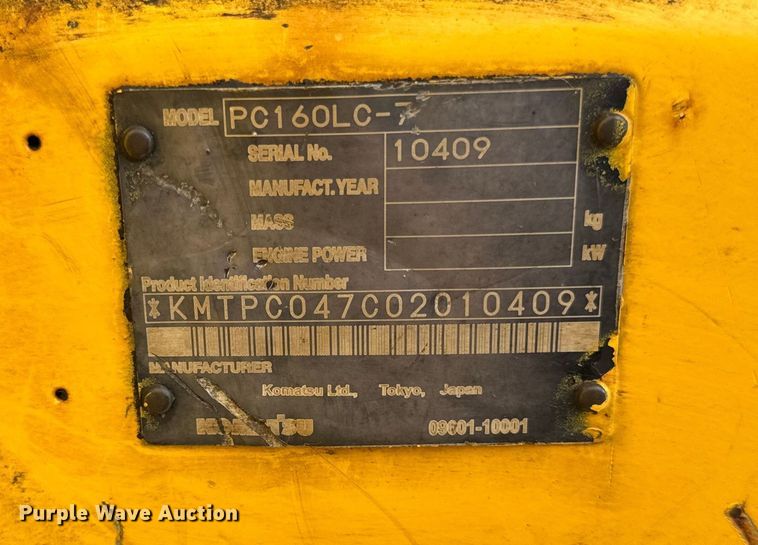 MODEL PC160LC-7
SERIAL No. 10409
MANUFACT. YEAR
MASS kg
ENGINE POWER kW
Product Identification Number
*KMTPC047C02010409*
MANUFACTURER
Komatsu Ltd., Tokyo, Japan
KOMATSU 09601-10001
Purple Wave Auction